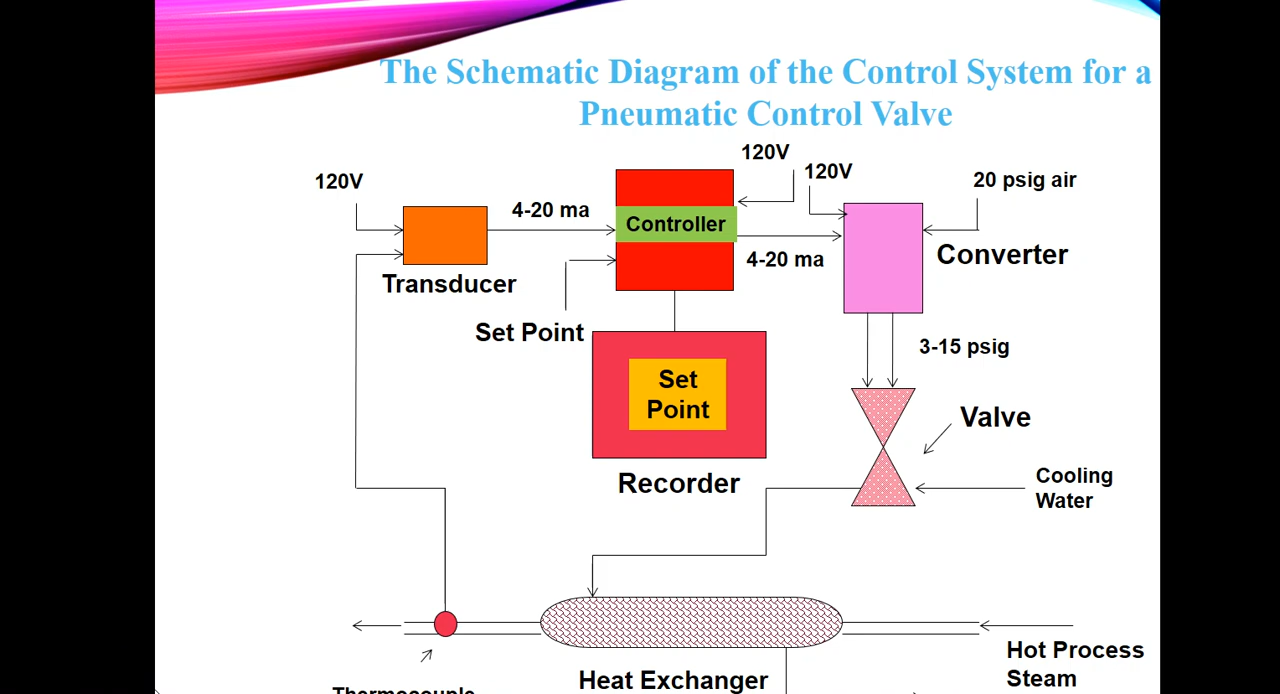 The Schematic Diagram of the Control System for a
Pneumatic Control Valve
120V
120V
120V
20 psig air
4-20 ma
Controller
4-20 ma
Converter
Transducer
Set Point
3-15 psig
Set
Point
Valve
Recorder
Cooling
Water
Hot Process
Steam
Heat Exchanger
Thermocouple